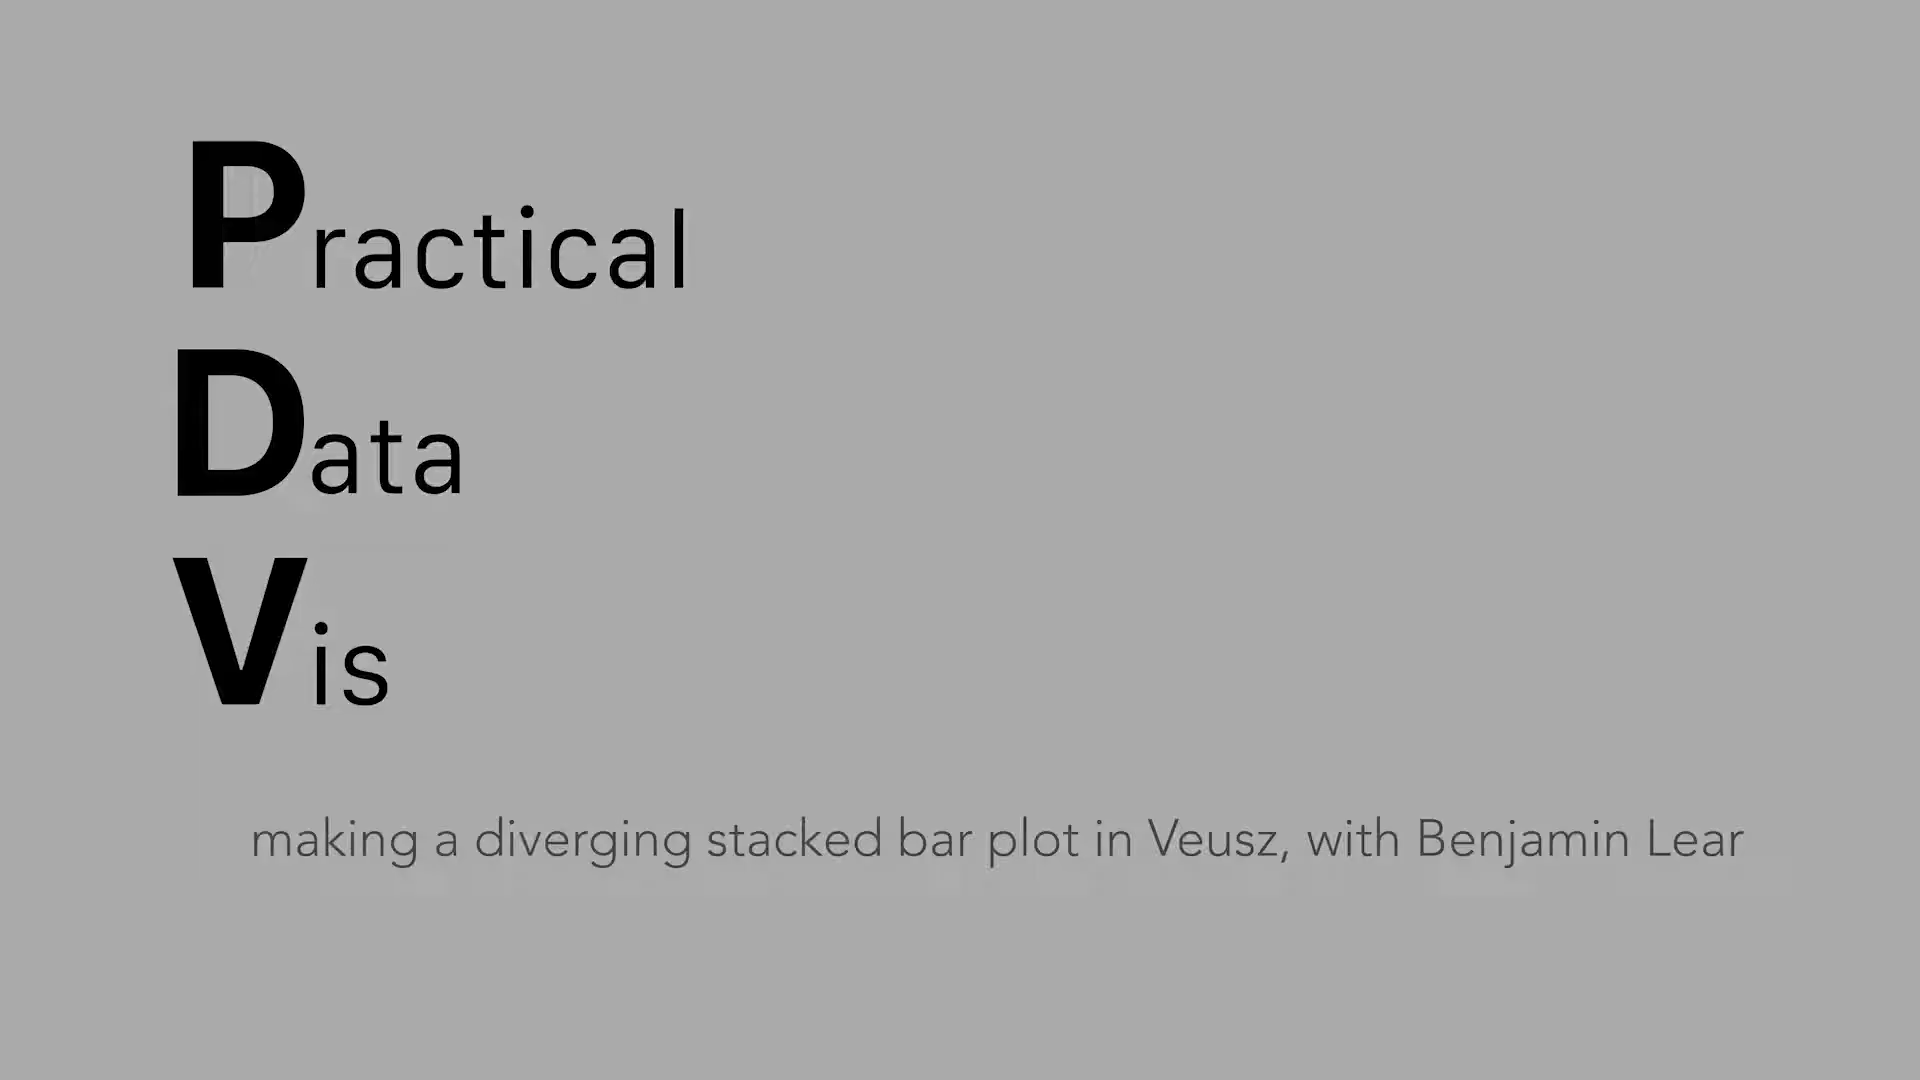 Practical
Data
Vis
making a diverging stacked bar plot in Veusz, with Benjamin Lear